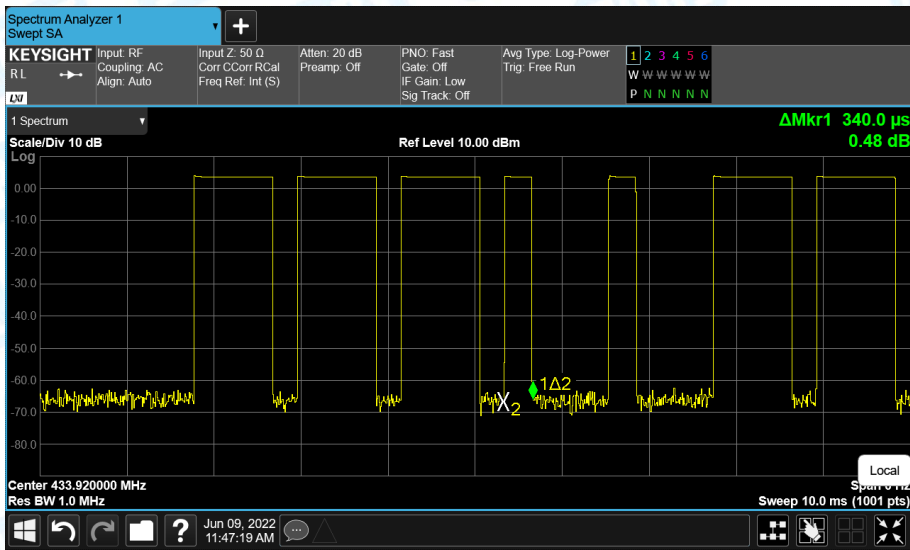 Spectrum Analyzer 1
Swept SA
+
KEYSIGHT
RL
LXI
Input: RF
Coupling: AC
Align: Auto
Input Z: 50 Ω
Corr CCorr RCal
Freq Ref: Int (S)
Atten: 20 dB
Preamp: Off
PNO: Fast
Gate: Off
IF Gain: Low
Sig Track: Off
Avg Type: Log-Power
Trig: Free Run
1 2 3 4 5 6
W W W W W W
P N N N N N
1 Spectrum
ΔMkr1 340.0 µs
0.48 dB
Scale/Div 10 dB
Ref Level 10.00 dBm
Log
0.00
-10.0
-20.0
-30.0
-40.0
-50.0
-60.0
-70.0
-80.0
1Δ2
X2
Local
Center 433.920000 MHz
Res BW 1.0 MHz
Sweep 10.0 ms (1001 pts)
?
Jun 09, 2022
11:47:19 AM